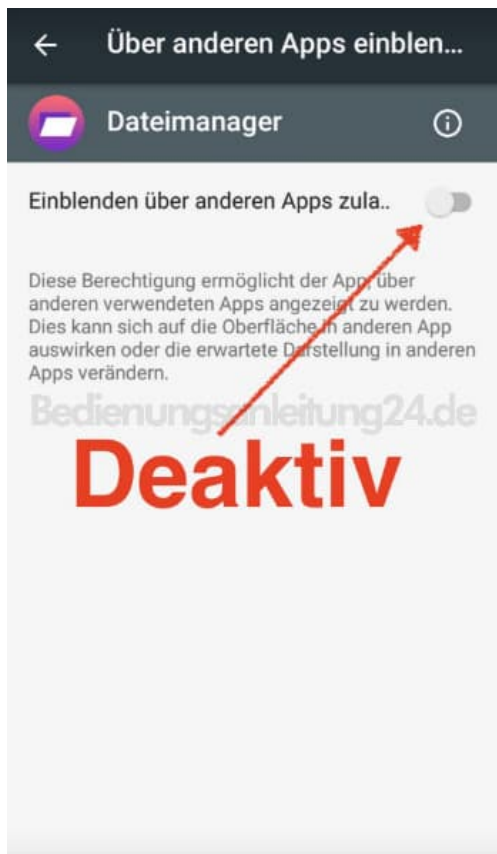 Über anderen Apps einblen...
Dateimanager
Einblenden über anderen Apps zula..
Diese Berechtigung ermöglicht der App, über
anderen verwendeten Apps angezeigt zu werden.
Dies kann sich auf die Oberfläche in anderen App
auswirken oder die erwartete Darstellung in anderen
Apps verändern.
Bedienungsanleitung24.de
Deaktiv